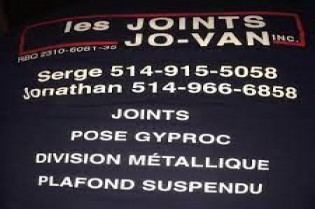 les JOINTS
JO-VAN INC.
RBQ 2310-6081-35
Serge 514-915-5058
Jonathan 514-966-6858
JOINTS
POSE GYPROC
DIVISION MÉTALLIQUE
PLAFOND SUSPENDU